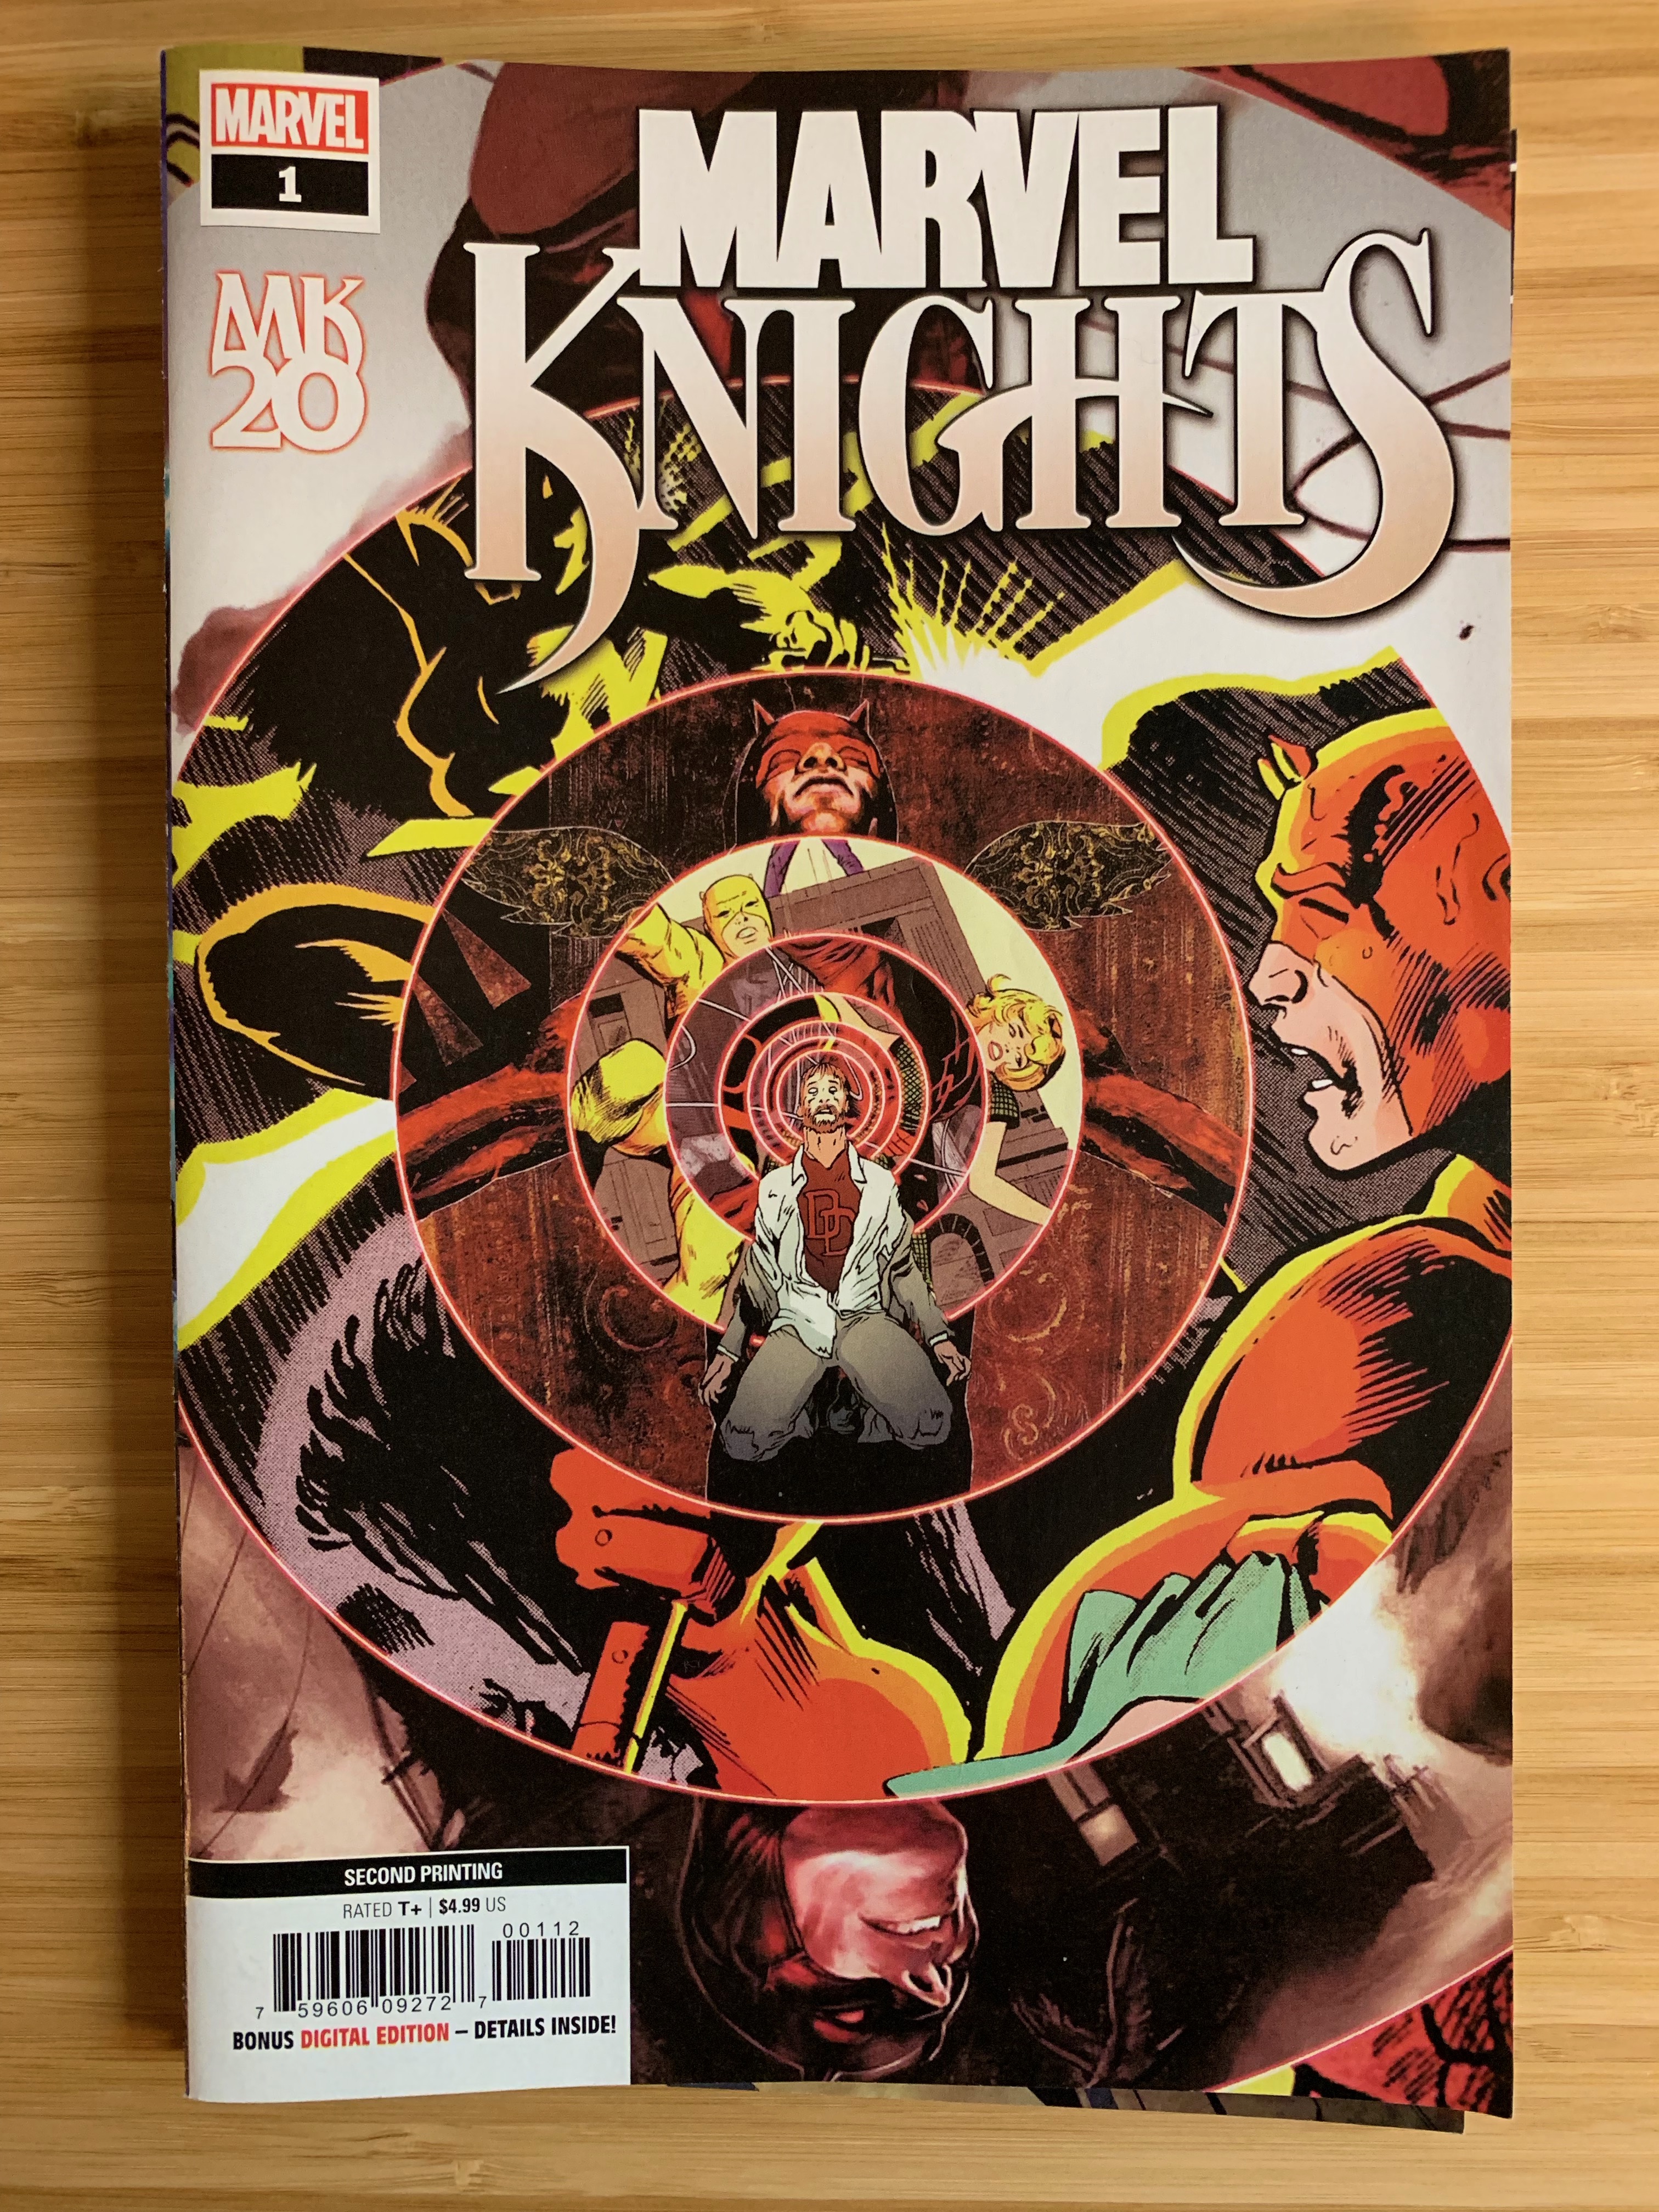 MARVEL
1
MK
20
MARVEL
KNIGHTS
DD
SECOND PRINTING
RATED T+ | $4.99 US
00112
7 59606 09272 7
BONUS DIGITAL EDITION – DETAILS INSIDE!